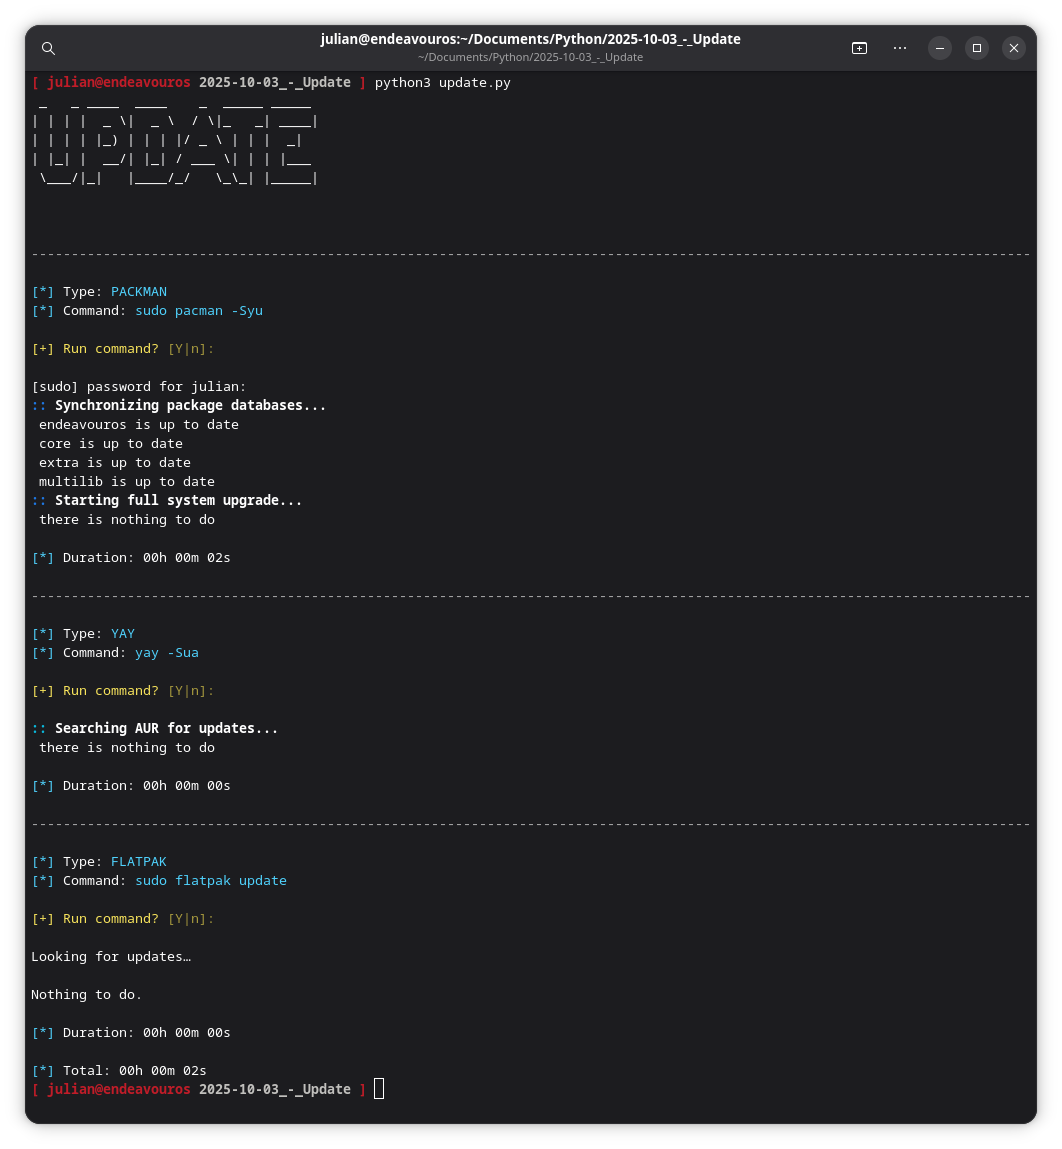 julian@endeavouros:~/Documents/Python/2025-10-03_-_Update
~/Documents/Python/2025-10-03_-_Update
[ julian@endeavouros 2025-10-03_-_Update ] python3 update.py
 _   _ ____  ____    _  _____ _____
| | | |  _ \|  _ \  / \|_   _| ____|
| | | | |_) | | | |/ _ \ | | |  _|
| |_| |  __/| |_| / ___ \| | | |___
 \___/|_|   |____/_/   \_\_| |_____|
-----------------------------------------------------------------------------------------------------------------------------
[*] Type: PACKMAN
[*] Command: sudo pacman -Syu
[+] Run command? [Y|n]:
[sudo] password for julian:
:: Synchronizing package databases...
 endeavouros is up to date
 core is up to date
 extra is up to date
 multilib is up to date
:: Starting full system upgrade...
 there is nothing to do
[*] Duration: 00h 00m 02s
-----------------------------------------------------------------------------------------------------------------------------
[*] Type: YAY
[*] Command: yay -Sua
[+] Run command? [Y|n]:
:: Searching AUR for updates...
 there is nothing to do
[*] Duration: 00h 00m 00s
-----------------------------------------------------------------------------------------------------------------------------
[*] Type: FLATPAK
[*] Command: sudo flatpak update
[+] Run command? [Y|n]:
Looking for updates…
Nothing to do.
[*] Duration: 00h 00m 00s
[*] Total: 00h 00m 02s
[ julian@endeavouros 2025-10-03_-_Update ]